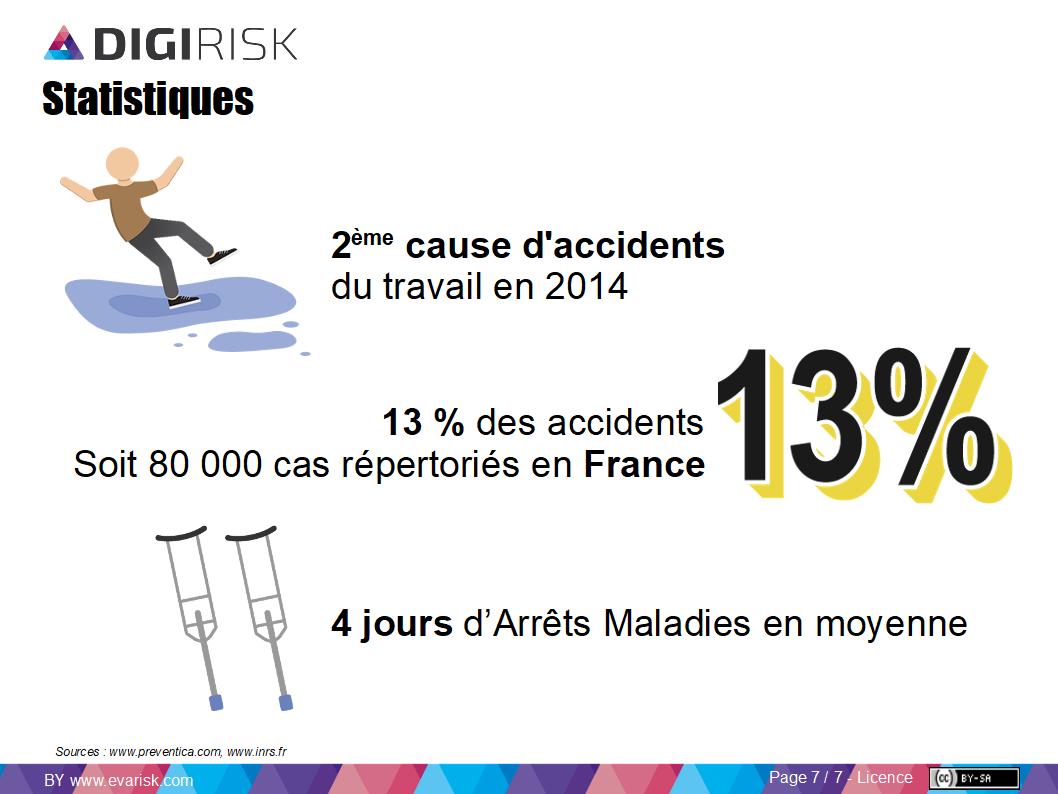 DIGIRISK
Statistiques
2ème cause d'accidents
du travail en 2014
13 % des accidents
Soit 80 000 cas répertoriés en France
13%
4 jours d’Arrêts Maladies en moyenne
Sources : www.preventica.com, www.inrs.fr
BY www.evarisk.com
Page 7 / 7 - Licence
cc BY-SA